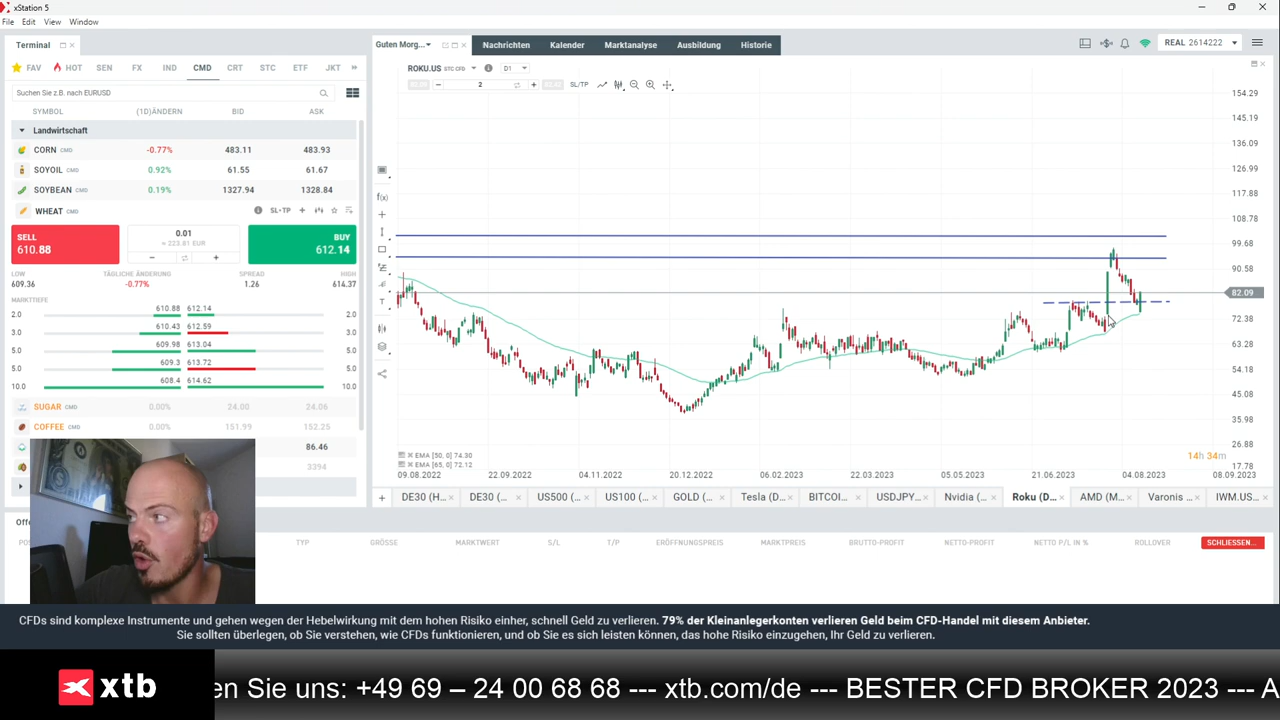 xStation 5
File Edit View Window
Terminal
FAV HOT SEN FX IND CMD CRT STC ETF JKT
Suchen Sie z.B. nach EURUSD
SYMBOL (1D)ÄNDERN BID ASK
Landwirtschaft
CORN CMD -0.77% 483.11 483.93
SOYOIL CMD 0.92% 61.55 61.67
SOYBEAN CMD 0.19% 1327.94 1328.84
WHEAT CMD SL-TP
SELL 610.88
0.01
≈ 223.81 EUR
BUY 612.14
LOW TÄGLICHE ÄNDERUNG SPREAD HIGH
609.36 -0.77% 1.26 614.37
MARKTTIEFE
2.0 610.88 612.14 2.0
3.0 610.43 612.59 3.0
5.0 609.98 613.04 5.0
5.0 609.3 613.72 5.0
10.0 608.4 614.62 10.0
SUGAR CMD 0.00% 24.00 24.06
COFFEE CMD 0.00% 151.99 152.25
86.46
3394
Guten Morg... Nachrichten Kalender Marktanalyse Ausbildung Historie
REAL 2614222
ROKU.US STC CFD D1
2 SL/TP
154.29
145.19
136.09
126.99
117.88
108.78
99.68
90.58
82.09
72.38
63.28
54.18
45.08
35.98
26.88
17.78
14h 34m
EMA [50, 0] 74.30
EMA [65, 0] 72.12
09.08.2022 22.09.2022 04.11.2022 20.12.2022 06.02.2023 22.03.2023 05.05.2023 21.06.2023 04.08.2023 08.09.2023
DE30 (H... DE30 (... US500 (... US100 (... GOLD (... Tesla (D... BITCOI... USDJPY... Nvidia (... Roku (D... AMD (M... Varonis ... IWM.US...
TYP GRÖSSE MARKTWERT S/L T/P ERÖFFNUNGSPREIS MARKTPREIS BRUTTO-PROFIT NETTO-PROFIT NETTO P/L IN % ROLLOVER SCHLIESSEN...
CFDs sind komplexe Instrumente und gehen wegen der Hebelwirkung mit dem hohen Risiko einher, schnell Geld zu verlieren. 79% der Kleinanlegerkonten verlieren Geld beim CFD-Handel mit diesem Anbieter.
Sie sollten überlegen, ob Sie verstehen, wie CFDs funktionieren, und ob Sie es sich leisten können, das hohe Risiko einzugehen, Ihr Geld zu verlieren.
xtb
en Sie uns: +49 69 – 24 00 68 68 --- xtb.com/de --- BESTER CFD BROKER 2023 --- A